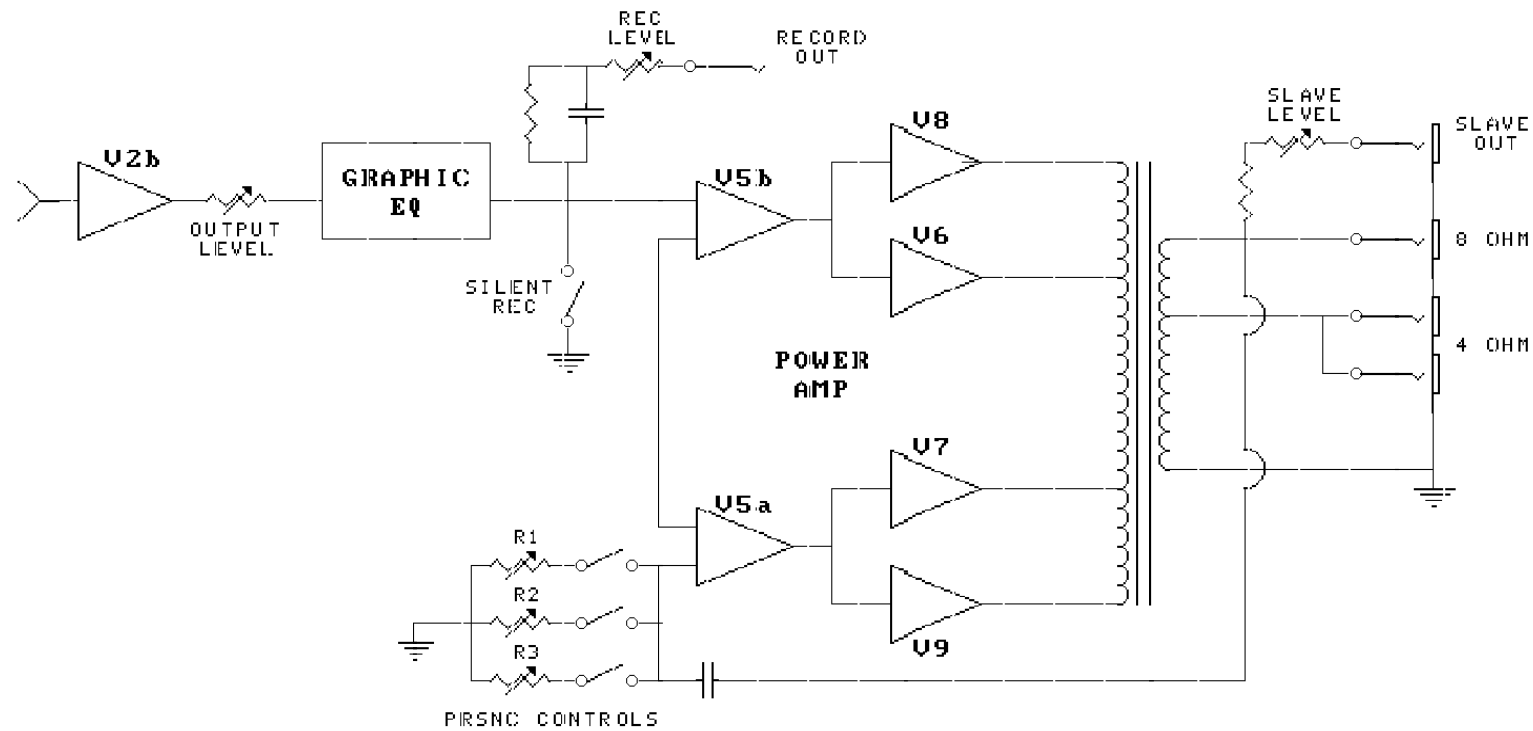 REC
LEVEL
RECORD
OUT
SLAVE
LEVEL
SLAVE
OUT
V2b
GRAPHIC
EQ
OUTPUT
LEVEL
V5b
V8
V6
8 OHM
SILENT
REC
4 OHM
POWER
AMP
V7
V5a
R1
R2
R3
V9
PRSNC CONTROLS